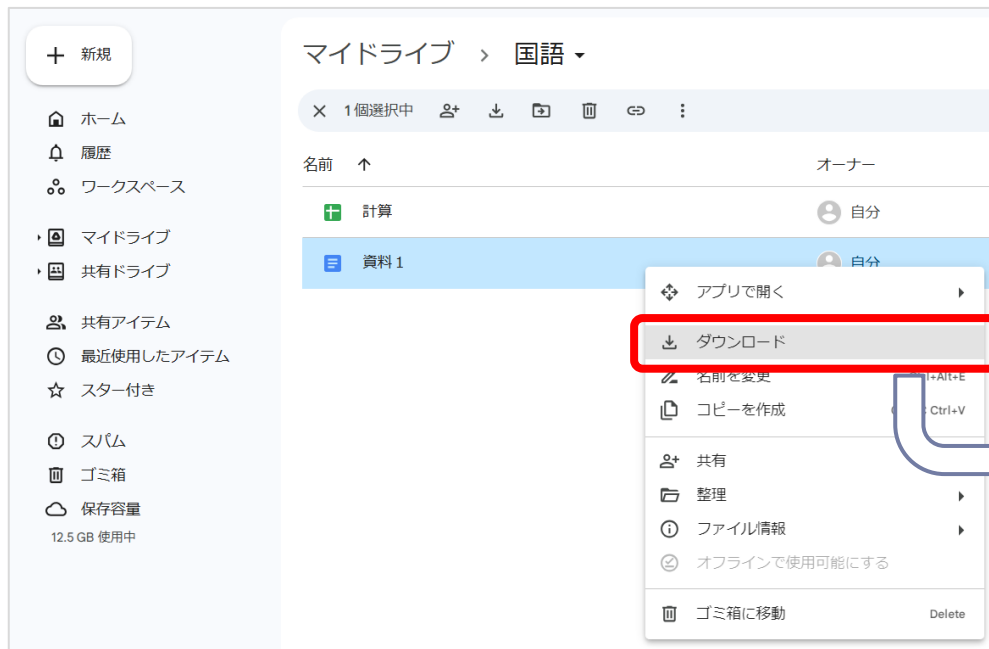 新規
ホーム
履歴
ワークスペース
マイドライブ
共有ドライブ
共有アイテム
最近使用したアイテム
スター付き
スパム
ゴミ箱
保存容量
12.5 GB 使用中
マイドライブ › 国語
1 個選択中
名前 オーナー
計算 自分
資料 1 自分
アプリで開く
ダウンロード
名前を変更 +Alt+E
コピーを作成 Ctrl+V
共有
整理
ファイル情報
オフラインで使用可能にする
ゴミ箱に移動 Delete